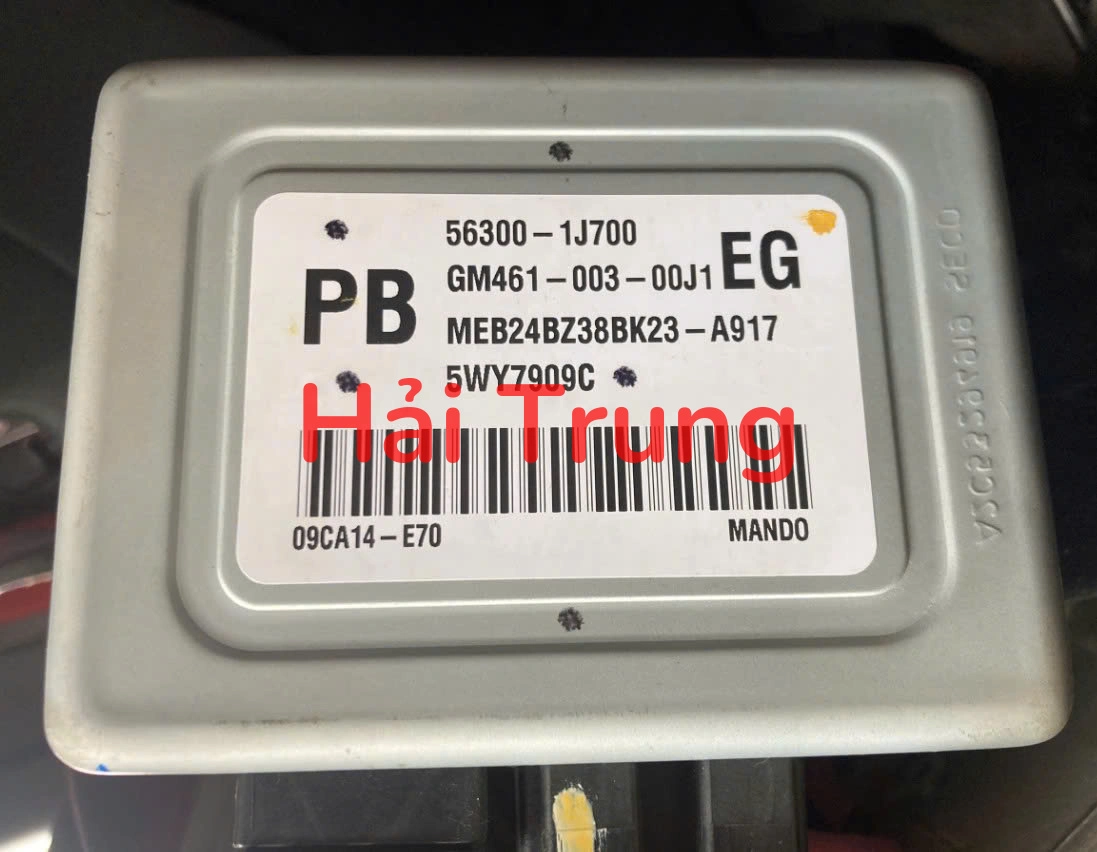 56300-1J700
PB
GM461-003-00J1
EG
MEB24BZ38BK23-A917
5WY7909C
Hải Trung
09CA14-E70
MANDO